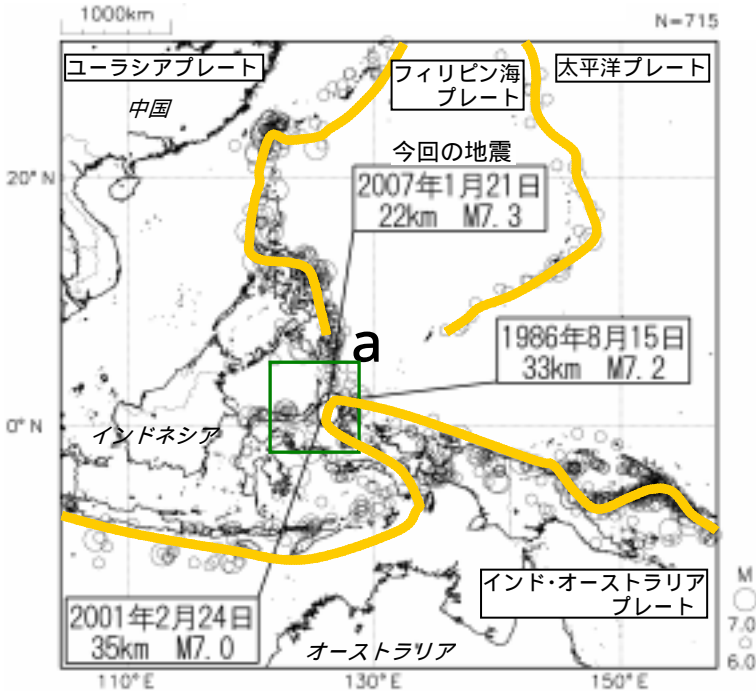 1000km
N=715
ユーラシアプレート
フィリピン海
プレート
太平洋プレート
中国
今回の地震
20°N
2007年1月21日
22km M7.3
a
1986年8月15日
33km M7.2
0°N
インドネシア
インド・オーストラリア
プレート
M
7.0
6.0
2001年2月24日
35km M7.0
オーストラリア
110°E
130°E
150°E